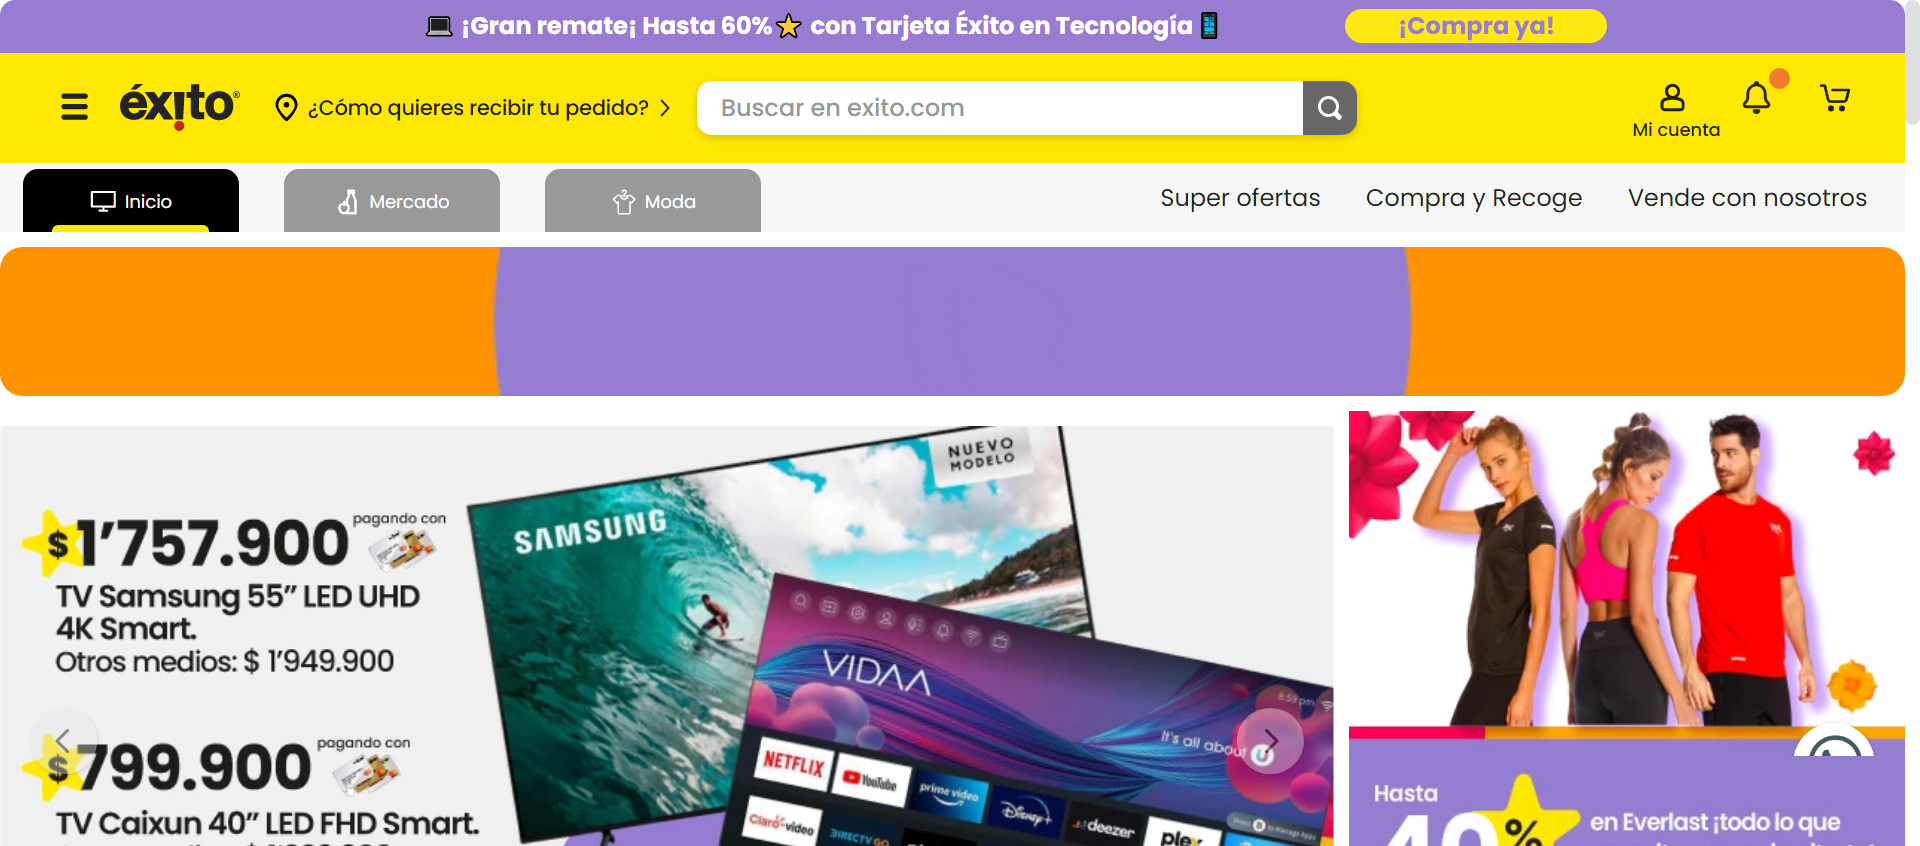 ¡Gran remate¡ Hasta 60% con Tarjeta Éxito en Tecnología
¡Compra ya!
éxito®
¿Cómo quieres recibir tu pedido?
Buscar en exito.com
Mi cuenta
Inicio
Mercado
Moda
Super ofertas
Compra y Recoge
Vende con nosotros
NUEVO
MODELO
SAMSUNG
$1’757.900 pagando con
TV Samsung 55” LED UHD
4K Smart.
Otros medios: $ 1’949.900
VIDAA
8:59 pm
It's all about U
$799.900 pagando con
TV Caixun 40” LED FHD Smart.
NETFLIX
YouTube
prime video
Disney+
deezer
plex
Claro-video
DIRECTV GO
Hasta
40%
en Everlast ¡todo lo que